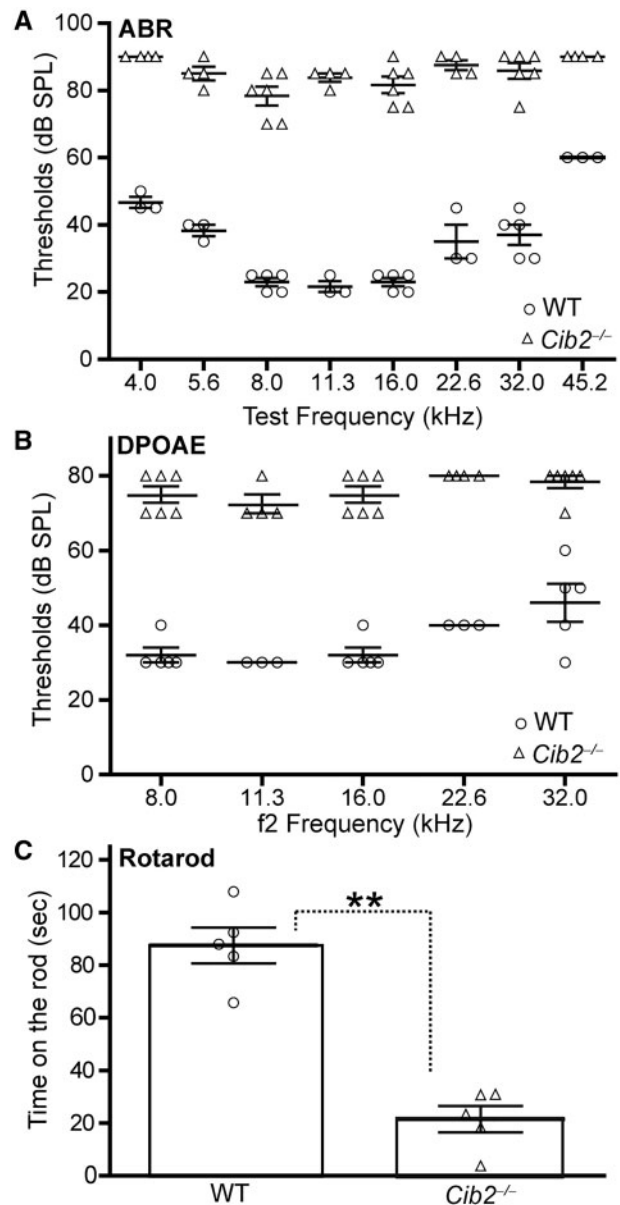 A ABR
100
80
60
40
20
0
Thresholds (dB SPL)
WT
Cib2⁻/⁻
4.0 5.6 8.0 11.3 16.0 22.6 32.0 45.2
Test Frequency (kHz)
B DPOAE
80
60
40
20
0
Thresholds (dB SPL)
WT
Cib2⁻/⁻
8.0 11.3 16.0 22.6 32.0
f2 Frequency (kHz)
C Rotarod
120
100
80
60
40
20
0
Time on the rod (sec)
**
WT Cib2⁻/⁻